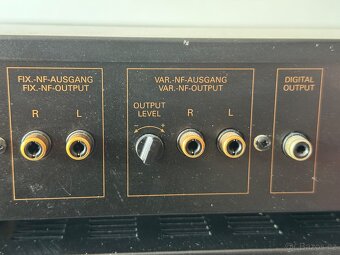 FIX.-NF-AUSGANG
FIX.-NF-OUTPUT
R L
VAR.-NF-AUSGANG
VAR.-NF-OUTPUT
OUTPUT
LEVEL
- +
R L
DIGITAL
OUTPUT